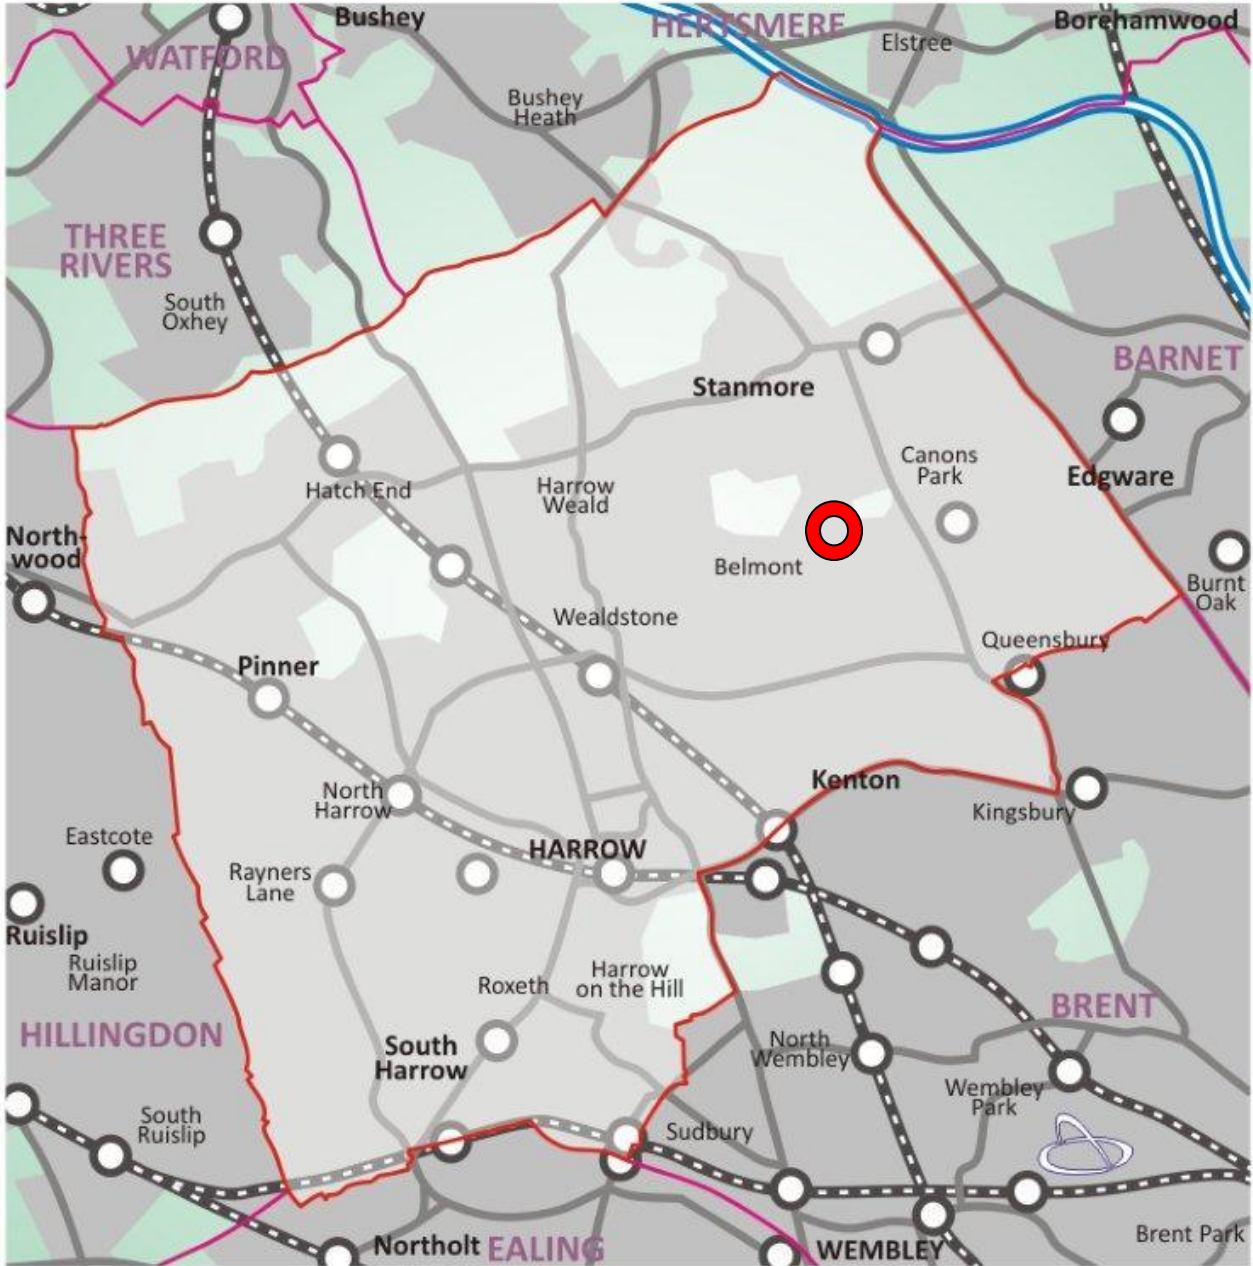 Bushey
HERTSMERE
Borehamwood
Elstree
WATFORD
Bushey
Heath
THREE
RIVERS
South
Oxhey
BARNET
Stanmore
Edgware
Canons
Park
Hatch End
Harrow
Weald
North-
wood
Belmont
Burnt
Oak
Wealdstone
Queensbury
Pinner
Kenton
North
Harrow
Kingsbury
Eastcote
HARROW
Rayners
Lane
Ruislip
Ruislip
Manor
Roxeth
Harrow
on the Hill
BRENT
HILLINGDON
South
Harrow
North
Wembley
Wembley
Park
South
Ruislip
Sudbury
Brent Park
Northolt
EALING
WEMBLEY